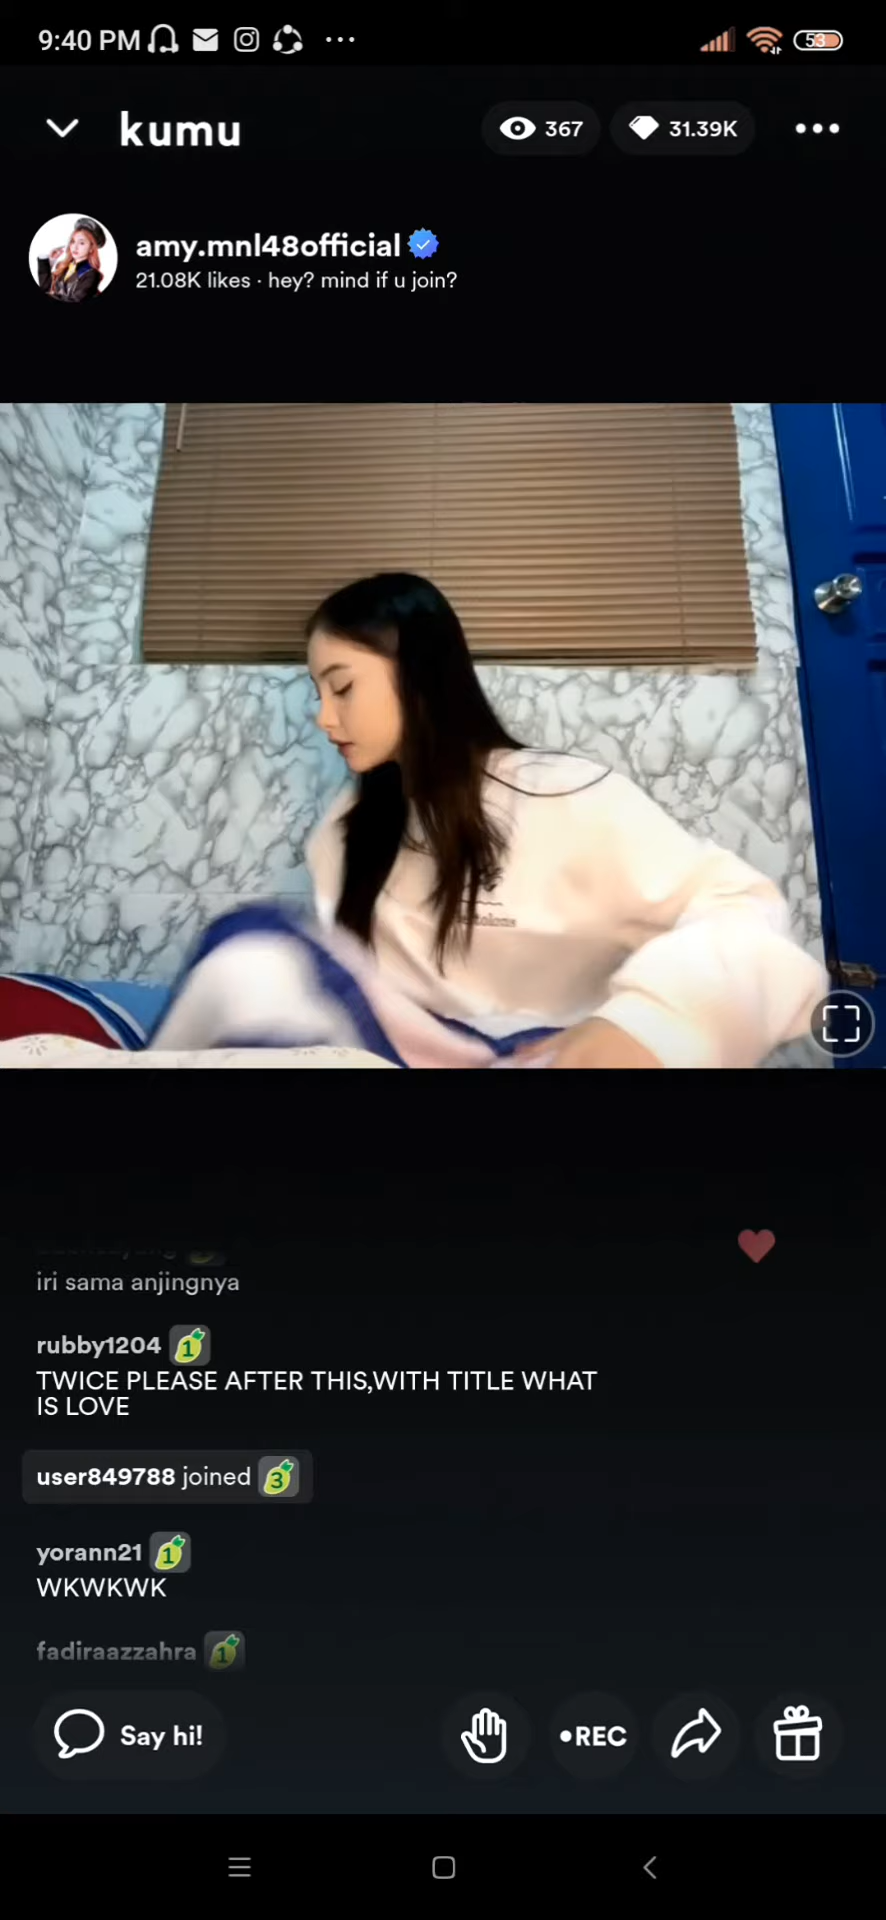 9:40 PM
53
kumu
367
31.39K
amy.mnl48official
21.08K likes · hey? mind if u join?
iri sama anjingnya
rubby1204 1
TWICE PLEASE AFTER THIS,WITH TITLE WHAT
IS LOVE
user849788 joined 3
yorann21 1
WKWKWK
fadiraazzahra 1
Say hi!
•REC